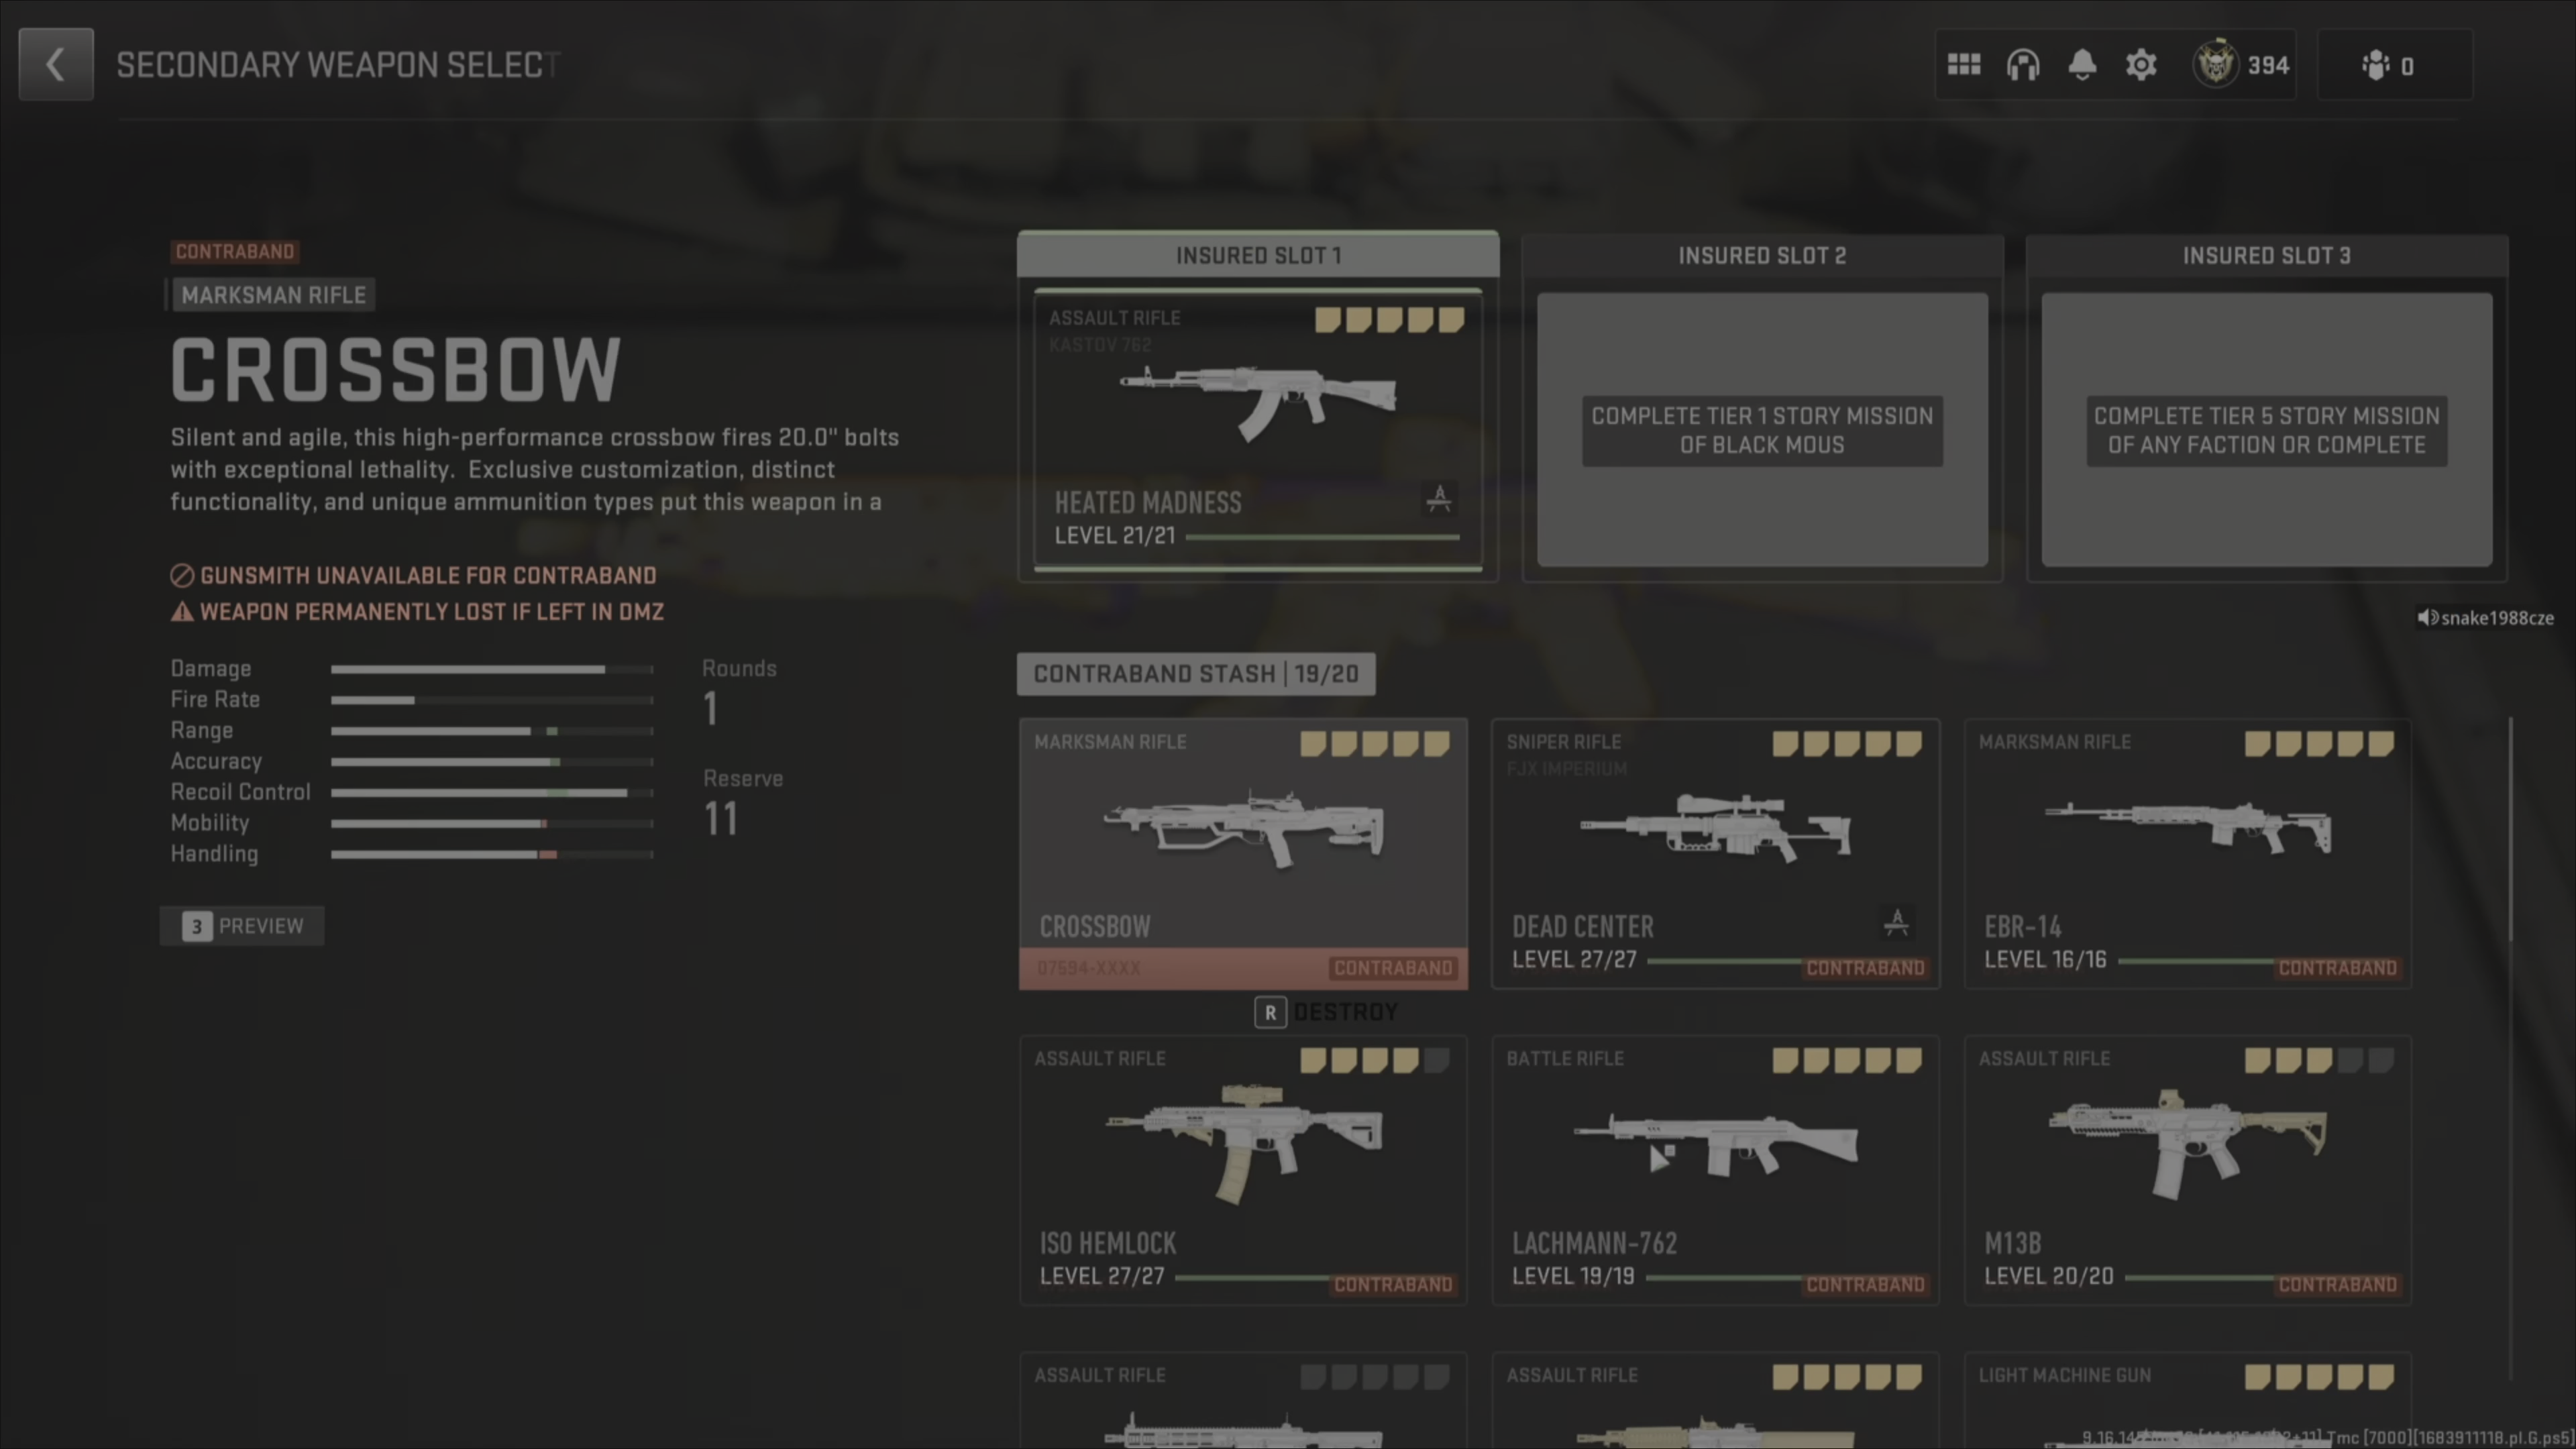 SECONDARY WEAPON SELECT
394
0
CONTRABAND
MARKSMAN RIFLE
CROSSBOW
Silent and agile, this high-performance crossbow fires 20.0" bolts
with exceptional lethality. Exclusive customization, distinct
functionality, and unique ammunition types put this weapon in a
GUNSMITH UNAVAILABLE FOR CONTRABAND
WEAPON PERMANENTLY LOST IF LEFT IN DMZ
Damage
Fire Rate
Range
Accuracy
Recoil Control
Mobility
Handling
Rounds
1
Reserve
11
3 PREVIEW
INSURED SLOT 1
ASSAULT RIFLE
KASTOV 762
HEATED MADNESS
LEVEL 21/21
INSURED SLOT 2
COMPLETE TIER 1 STORY MISSION
OF BLACK MOUS
INSURED SLOT 3
COMPLETE TIER 5 STORY MISSION
OF ANY FACTION OR COMPLETE
snake1988cze
CONTRABAND STASH | 19/20
MARKSMAN RIFLE
CROSSBOW
07594-XXXX
CONTRABAND
R DESTROY
SNIPER RIFLE
FJX IMPERIUM
DEAD CENTER
LEVEL 27/27
CONTRABAND
MARKSMAN RIFLE
EBR-14
LEVEL 16/16
CONTRABAND
ASSAULT RIFLE
ISO HEMLOCK
LEVEL 27/27
CONTRABAND
BATTLE RIFLE
LACHMANN-762
LEVEL 19/19
CONTRABAND
ASSAULT RIFLE
M13B
LEVEL 20/20
CONTRABAND
ASSAULT RIFLE
ASSAULT RIFLE
LIGHT MACHINE GUN
Tmc [7000][1683911118.pl.G.ps5]